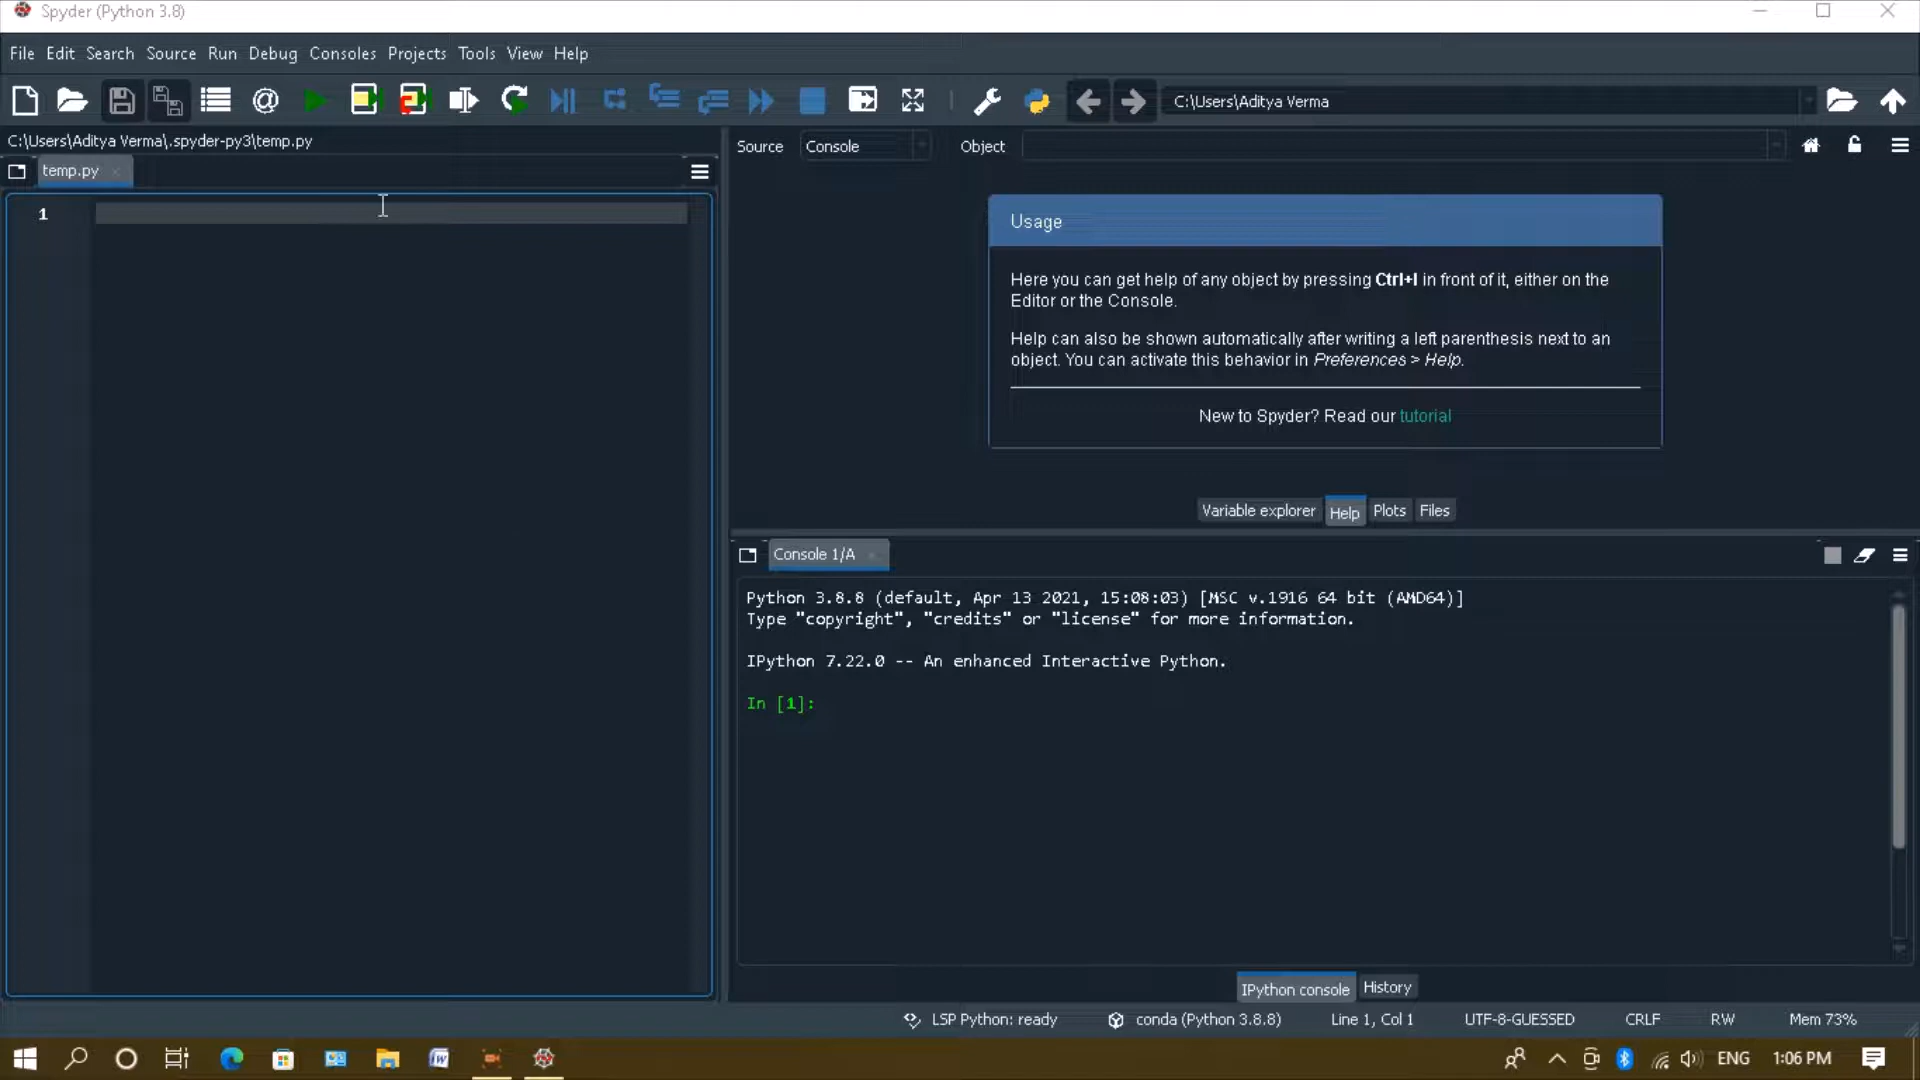 Spyder (Python 3.8)
File Edit Search Source Run Debug Consoles Projects Tools View Help
C:\Users\Aditya Verma
C:\Users\Aditya Verma\.spyder-py3\temp.py
temp.py
1
Source Console Object
Usage
Here you can get help of any object by pressing Ctrl+I in front of it, either on the
Editor or the Console.
Help can also be shown automatically after writing a left parenthesis next to an
object. You can activate this behavior in Preferences > Help.
New to Spyder? Read our tutorial
Variable explorer Help Plots Files
Console 1/A
Python 3.8.8 (default, Apr 13 2021, 15:08:03) [MSC v.1916 64 bit (AMD64)]
Type "copyright", "credits" or "license" for more information.
IPython 7.22.0 -- An enhanced Interactive Python.
In [1]:
IPython console History
LSP Python: ready conda (Python 3.8.8) Line 1, Col 1 UTF-8-GUESSED CRLF RW Mem 73%
ENG 1:06 PM